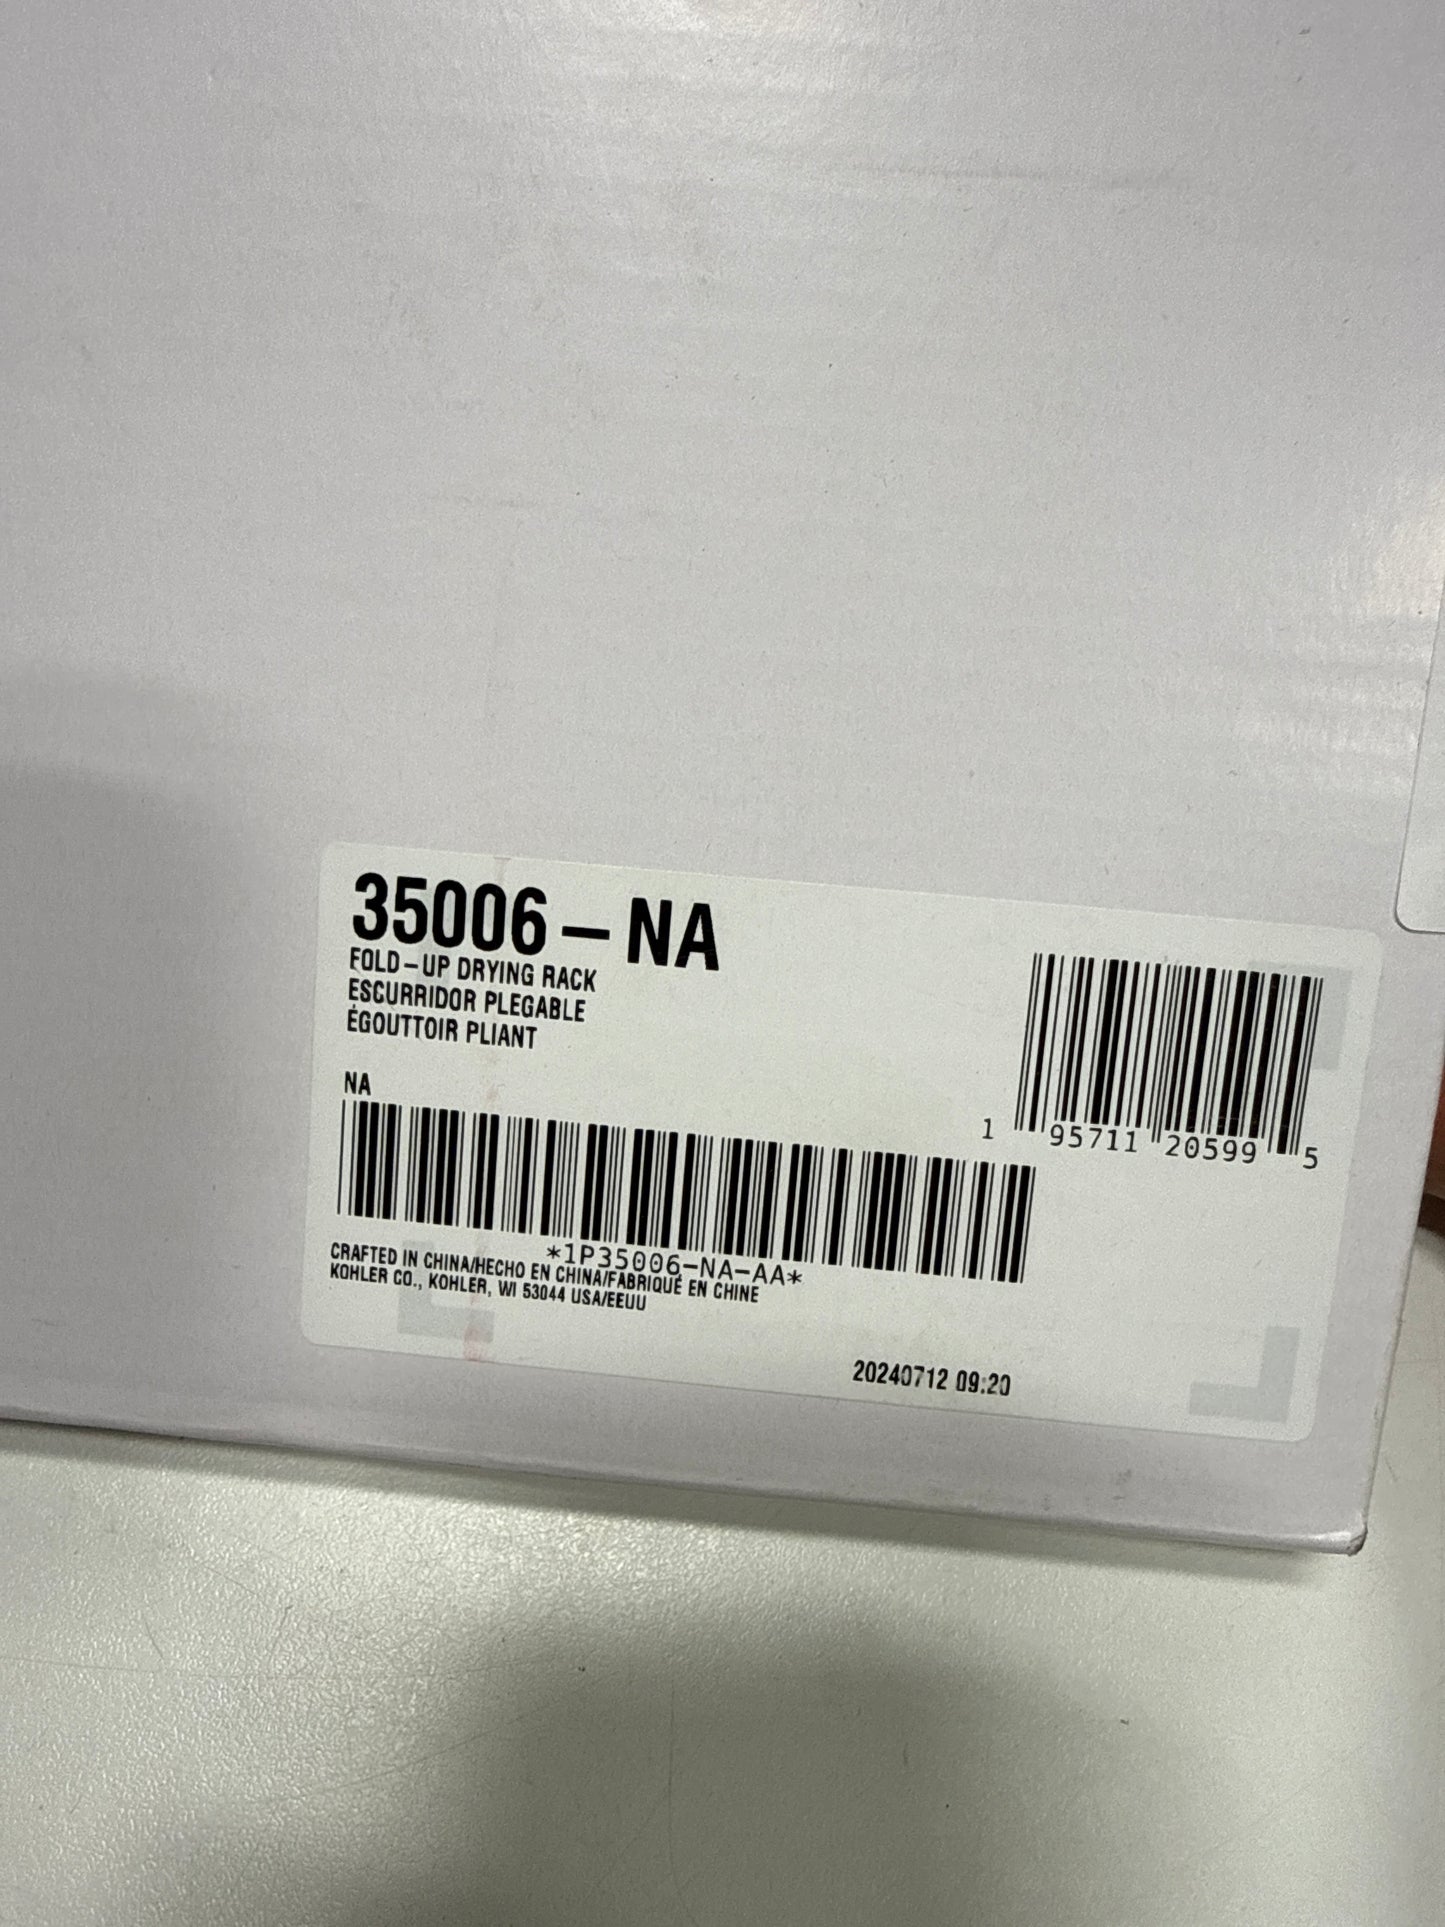 35006-NA
FOLD-UP DRYING RACK
ESCURRIDOR PLEGABLE
ÉGOUTTOIR PLIANT
NA
1 95711 20599 5
*1P35006-NA-AA*
CRAFTED IN CHINA/HECHO EN CHINA/FABRIQUÉ EN CHINE
KOHLER CO., KOHLER, WI 53044 USA/EEUU
20240712 09:20